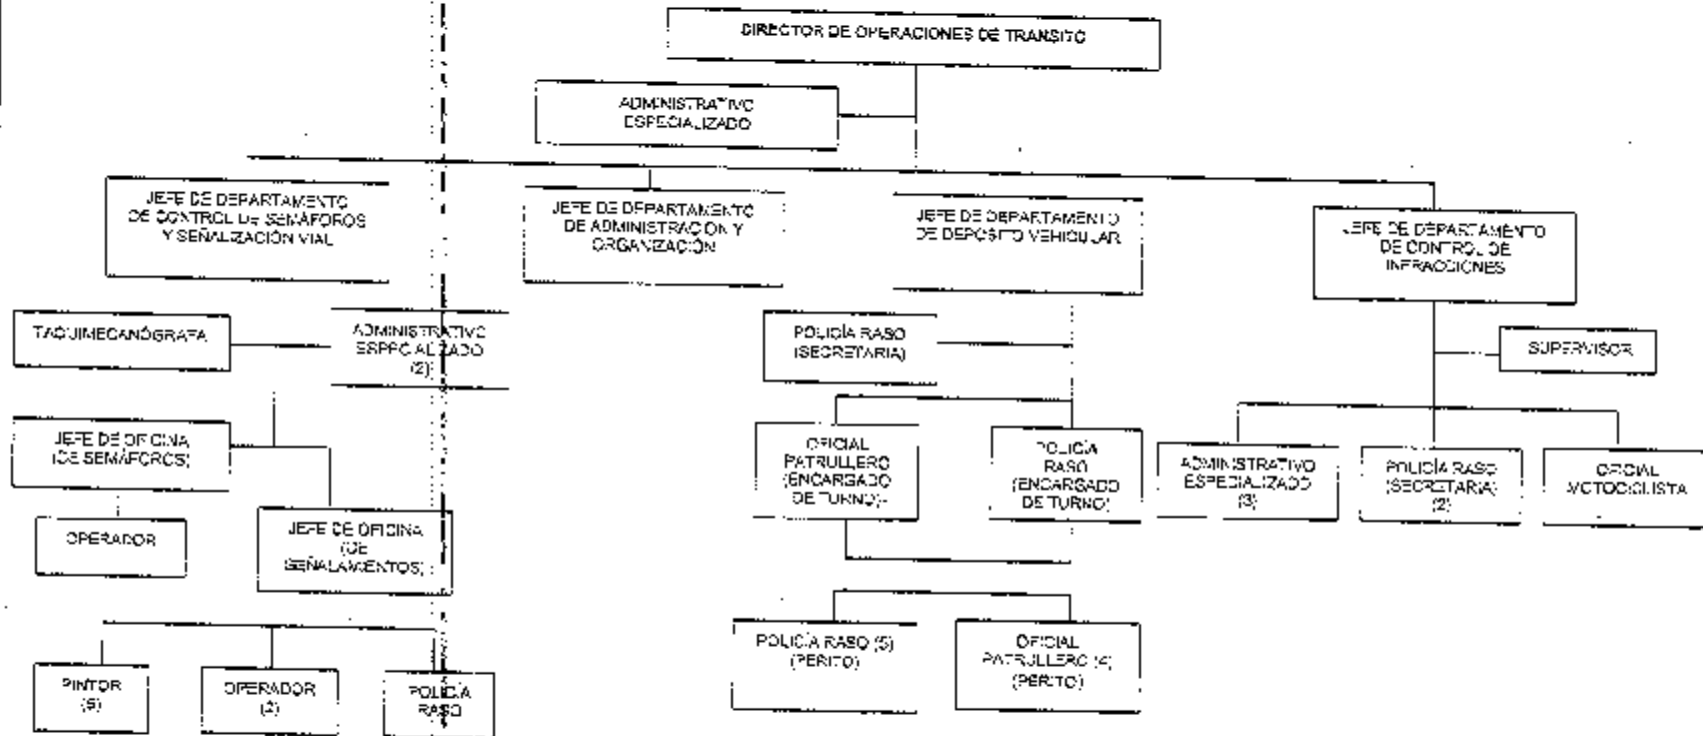 DIRECTOR DE OPERACIONES DE TRANSITO
ADMINISTRATIVO
ESPECIALIZADO
JEFE DE DEPARTAMENTO
DE CONTROL DE SEMÁFOROS
Y SEÑALIZACIÓN VIAL
JEFE DE DEPARTAMENTO
DE ADMINISTRACION Y
ORGANIZACIÓN
JEFE DE DEPARTAMENTO
DE DEPOSITO VEHICULAR
JEFE DE DEPARTAMENTO
DE CONTROL DE
INFRACCIONES
TAQUIMECANÓGRAFA
ADMINISTRATIVO
ESPECIALIZADO
(2)
POLICÍA RASO
(SECRETARIA)
SUPERVISOR
JEFE DE OFICINA
(DE SEMÁFOROS)
OFICIAL
PATRULLERO
(ENCARGADO
DE TURNO)
POLICÍA
RASO
(ENCARGADO
DE TURNO)
ADMINISTRATIVO
ESPECIALIZADO
(3)
POLICÍA RASO
(SECRETARIA)
(2)
OFICIAL
MOTOCICLISTA
OPERADOR
JEFE DE OFICINA
(DE
SEÑALAMIENTOS)
POLICÍA RASO (5)
(PERITO)
OFICIAL
PATRULLERO (4)
(PERITO)
PINTOR
OPERADOR
(2)
POLICÍA
RASO